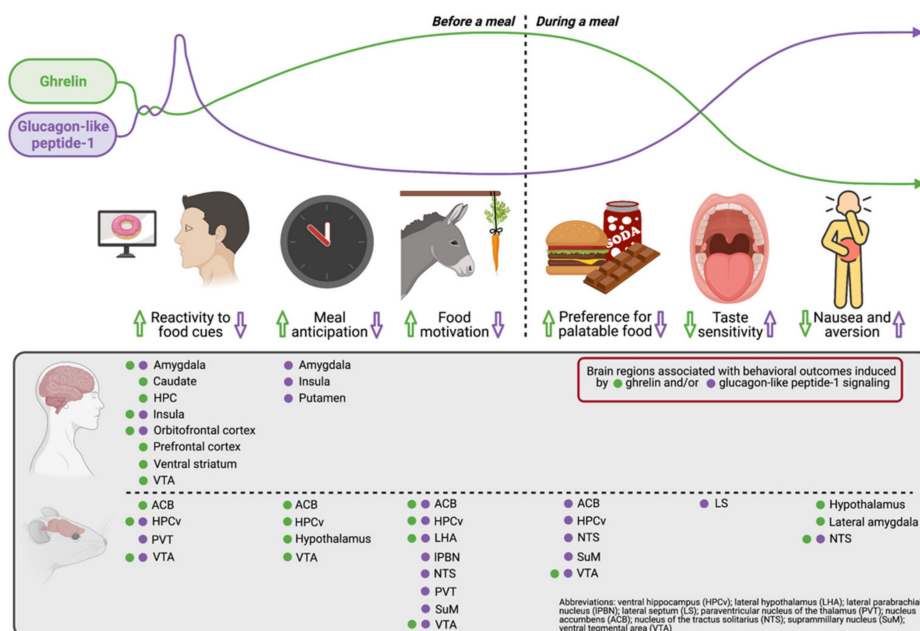 Before a meal
During a meal
Ghrelin
Glucagon-like
peptide-1
SODA
Reactivity to
food cues
Meal
anticipation
Food
motivation
Preference for
palatable food
Taste
sensitivity
Nausea and
aversion
Brain regions associated with behavioral outcomes induced
by ghrelin and/or glucagon-like peptide-1 signaling
Amygdala
Caudate
HPC
Insula
Orbitofrontal cortex
Prefrontal cortex
Ventral striatum
VTA
Amygdala
Insula
Putamen
ACB
HPCv
PVT
VTA
ACB
HPCv
Hypothalamus
VTA
ACB
HPCv
LHA
lPBN
NTS
PVT
SuM
VTA
ACB
HPCv
NTS
SuM
VTA
LS
Hypothalamus
Lateral amygdala
NTS
Abbreviations: ventral hippocampus (HPCv); lateral hypothalamus (LHA); lateral parabrachial
nucleus (lPBN); lateral septum (LS); paraventricular nucleus of the thalamus (PVT); nucleus
accumbens (ACB); nucleus of the tractus solitarius (NTS); suprammillary nucleus (SuM);
ventral tegmental area (VTA)